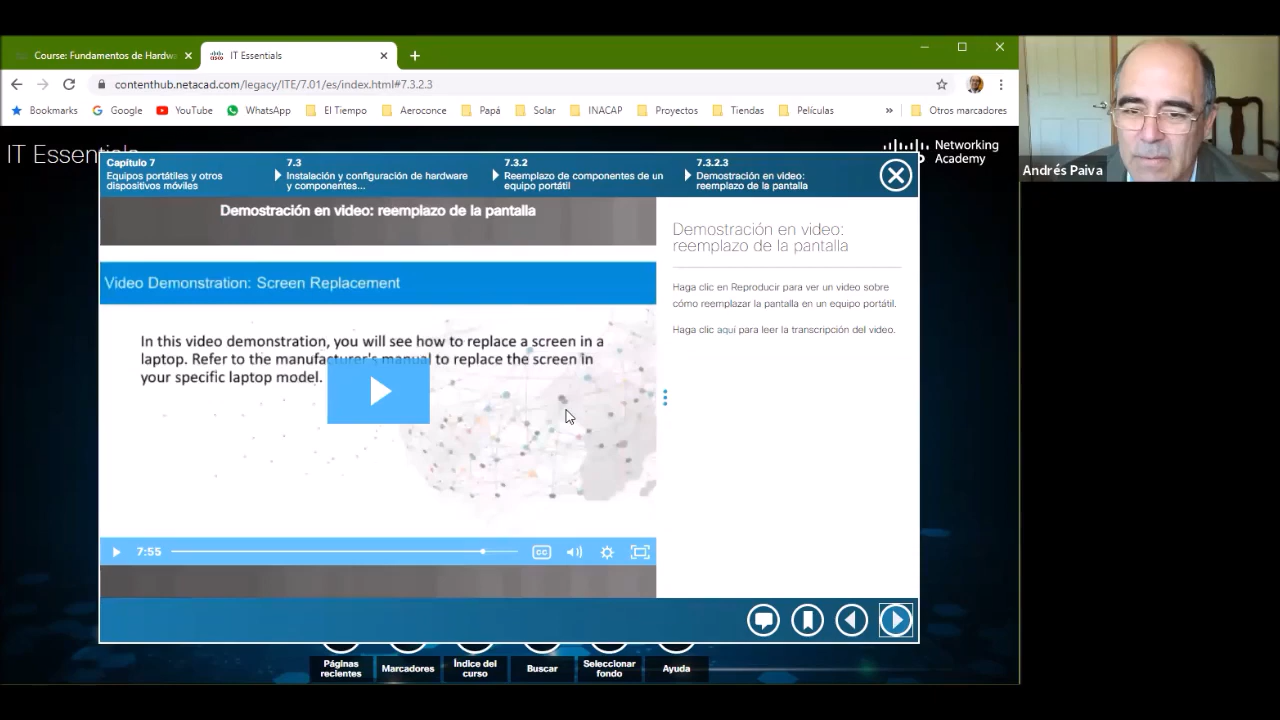 Course: Fundamentos de Hardw
IT Essentials
contenthub.netacad.com/legacy/ITE/7.01/es/index.html#7.3.2.3
Bookmarks
Google
YouTube
WhatsApp
El Tiempo
Aeroconce
Papá
Solar
INACAP
Proyectos
Tiendas
Películas
»
Otros marcadores
IT Essentials
Networking
Academy
cisco
Andrés Paiva
Capítulo 7
Equipos portátiles y otros
dispositivos móviles
7.3
Instalación y configuración de hardware
y componentes...
7.3.2
Reemplazo de componentes de un
equipo portátil
7.3.2.3
Demostración en video:
reemplazo de la pantalla
Demostración en video: reemplazo de la pantalla
Video Demonstration: Screen Replacement
In this video demonstration, you will see how to replace a screen in a
laptop. Refer to the manufacturer's manual to replace the screen in
your specific laptop model.
7:55
CC
Demostración en video:
reemplazo de la pantalla
Haga clic en Reproducir para ver un video sobre
cómo reemplazar la pantalla en un equipo portátil.
Haga clic aquí para leer la transcripción del video.
Páginas
recientes
Marcadores
Índice del
curso
Buscar
Seleccionar
fondo
Ayuda